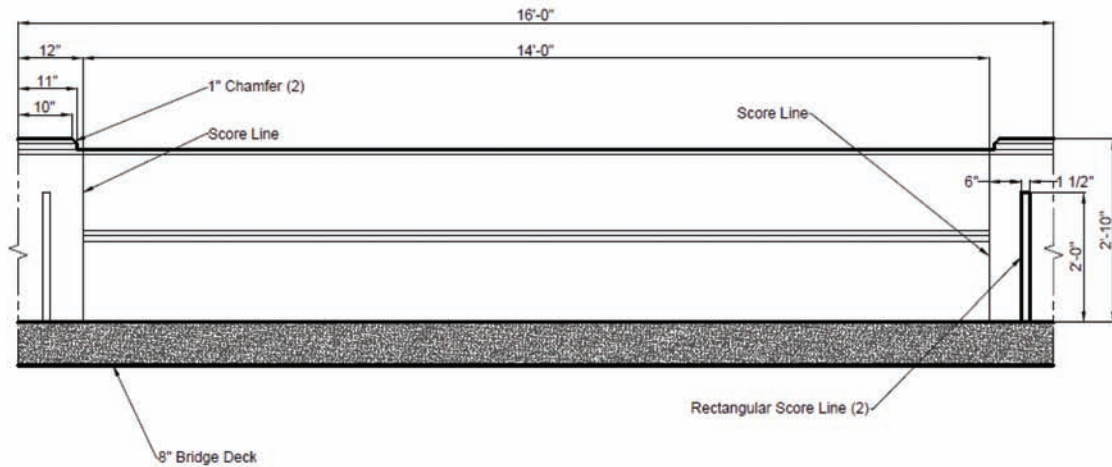 16'-0"
12"
14'-0"
11"
1" Chamfer (2)
10"
Score Line
Score Line
6"
1 1/2"
2'-0"
2'-10"
Rectangular Score Line (2)
8" Bridge Deck